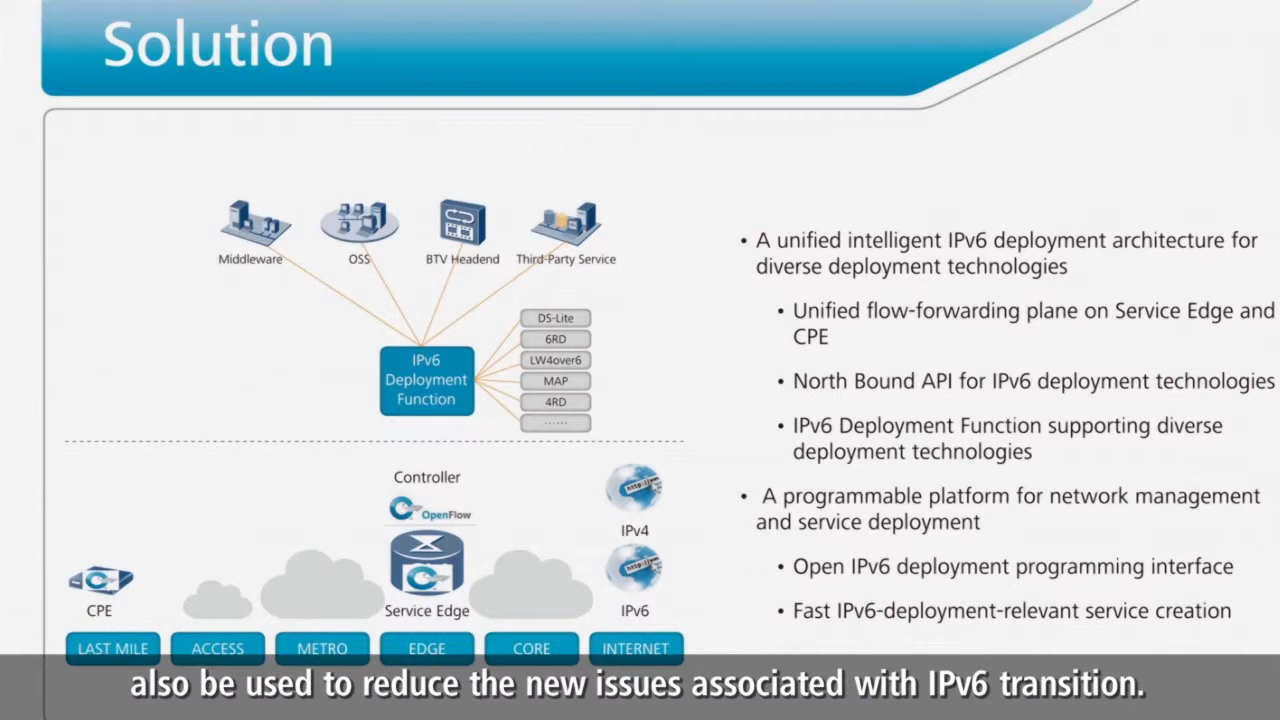 Solution
Middleware
OSS
BTV Headend
Third-Party Service
DS-Lite
6RD
LW4over6
MAP
4RD
......
IPv6
Deployment
Function
Controller
OpenFlow
IPv4
CPE
Service Edge
IPv6
LAST MILE
ACCESS
METRO
EDGE
CORE
INTERNET
• A unified intelligent IPv6 deployment architecture for
diverse deployment technologies
• Unified flow-forwarding plane on Service Edge and
CPE
• North Bound API for IPv6 deployment technologies
• IPv6 Deployment Function supporting diverse
deployment technologies
• A programmable platform for network management
and service deployment
• Open IPv6 deployment programming interface
• Fast IPv6-deployment-relevant service creation
also be used to reduce the new issues associated with IPv6 transition.